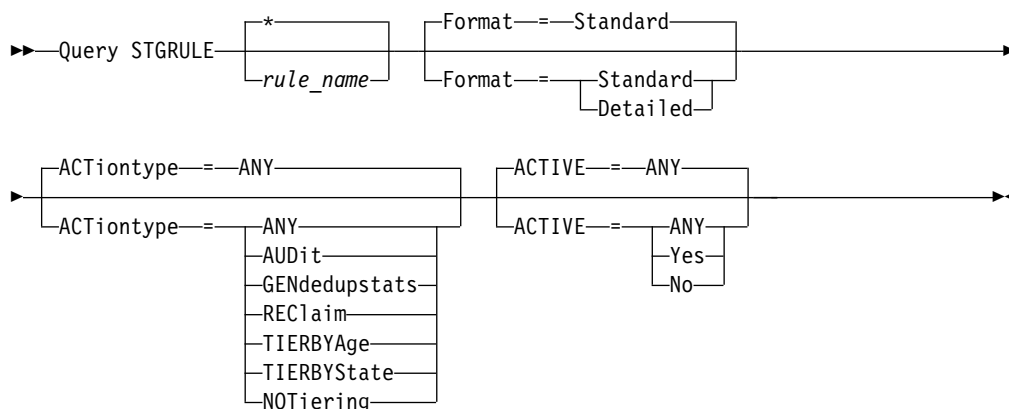 *
Format = Standard
Query STGRULE
rule_name
Format = Standard
Detailed
ACTiontype = ANY
ACTIVE = ANY
ACTiontype = ANY
AUDit
GENdedupstats
REClaim
TIERBYAge
TIERBYState
NOTiering
ACTIVE = ANY
Yes
No